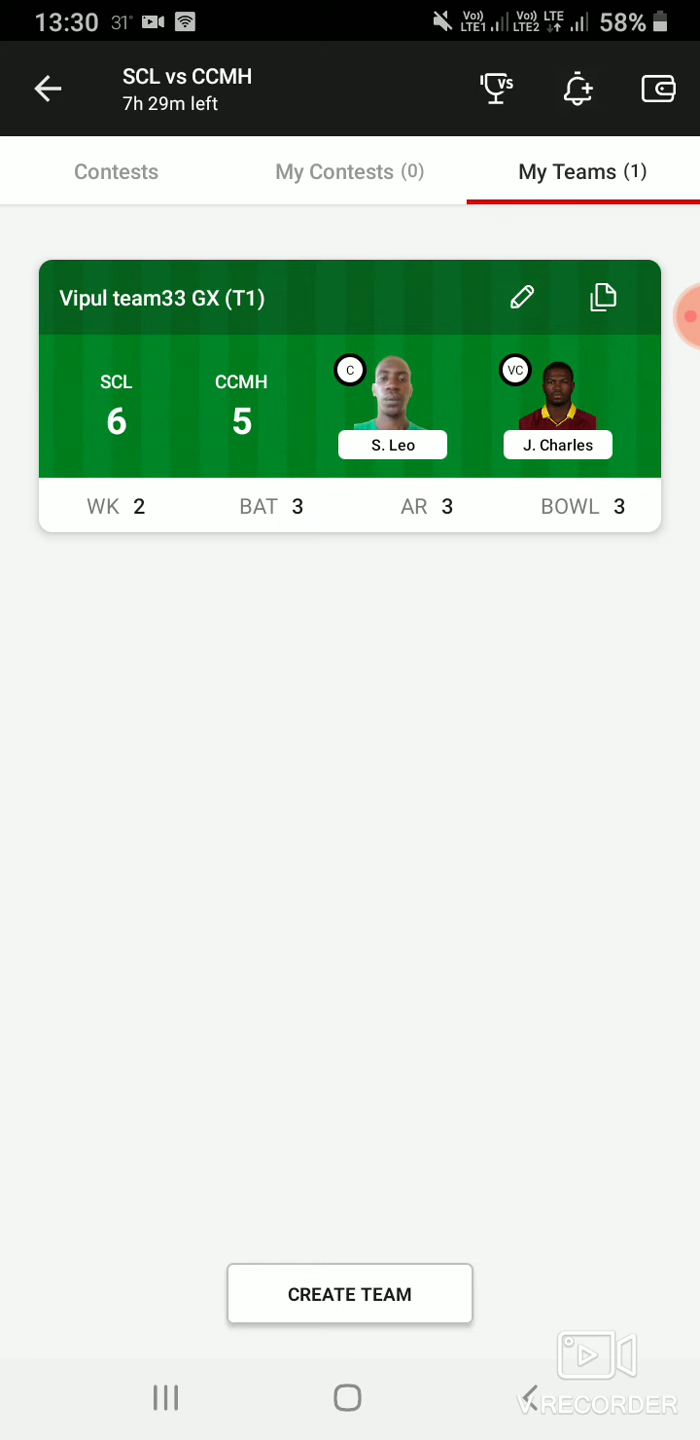 13:30 31° Vo) LTE1 Vo) LTE2 LTE 58%
SCL vs CCMH
7h 29m left
VS
Contests My Contests (0) My Teams (1)
Vipul team33 GX (T1)
SCL CCMH C VC
6 5
S. Leo J. Charles
WK 2 BAT 3 AR 3 BOWL 3
CREATE TEAM
V RECORDER